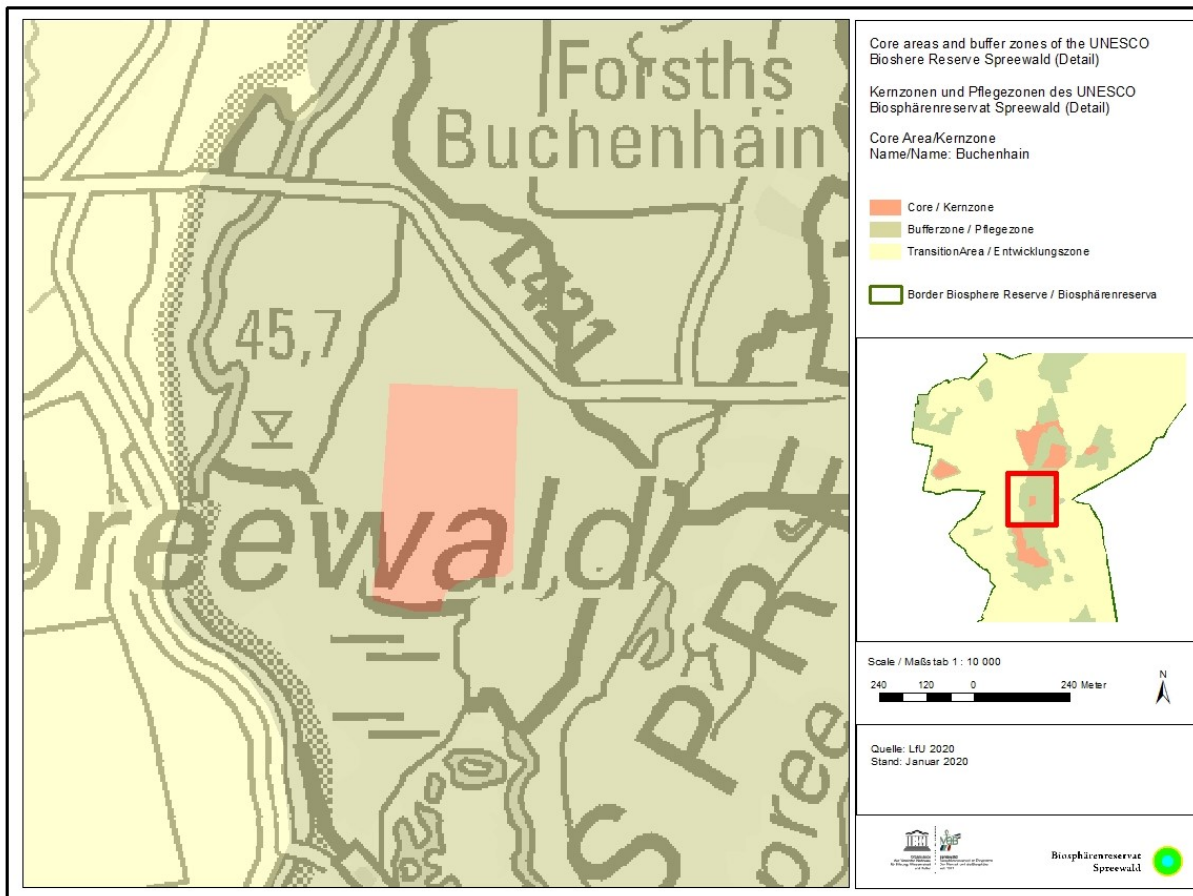 Forsths
Buchenhain
L421
45,7
preewald
SPR
pree
Core areas and buffer zones of the UNESCO
Bioshere Reserve Spreewald (Detail)
Kernzonen und Pflegezonen des UNESCO
Biosphärenreservat Spreewald (Detail)
Core Area/Kernzone
Name/Name: Buchenhain
Core / Kernzone
Bufferzone / Pflegezone
TransitionArea / Entwicklungszone
Border Biosphere Reserve / Biosphärenreserva
Scale / Maßstab 1 : 10 000
240 120 0 240 Meter
N
Quelle: LfU 2020
Stand: Januar 2020
Biosphärenreservat
Spreewald